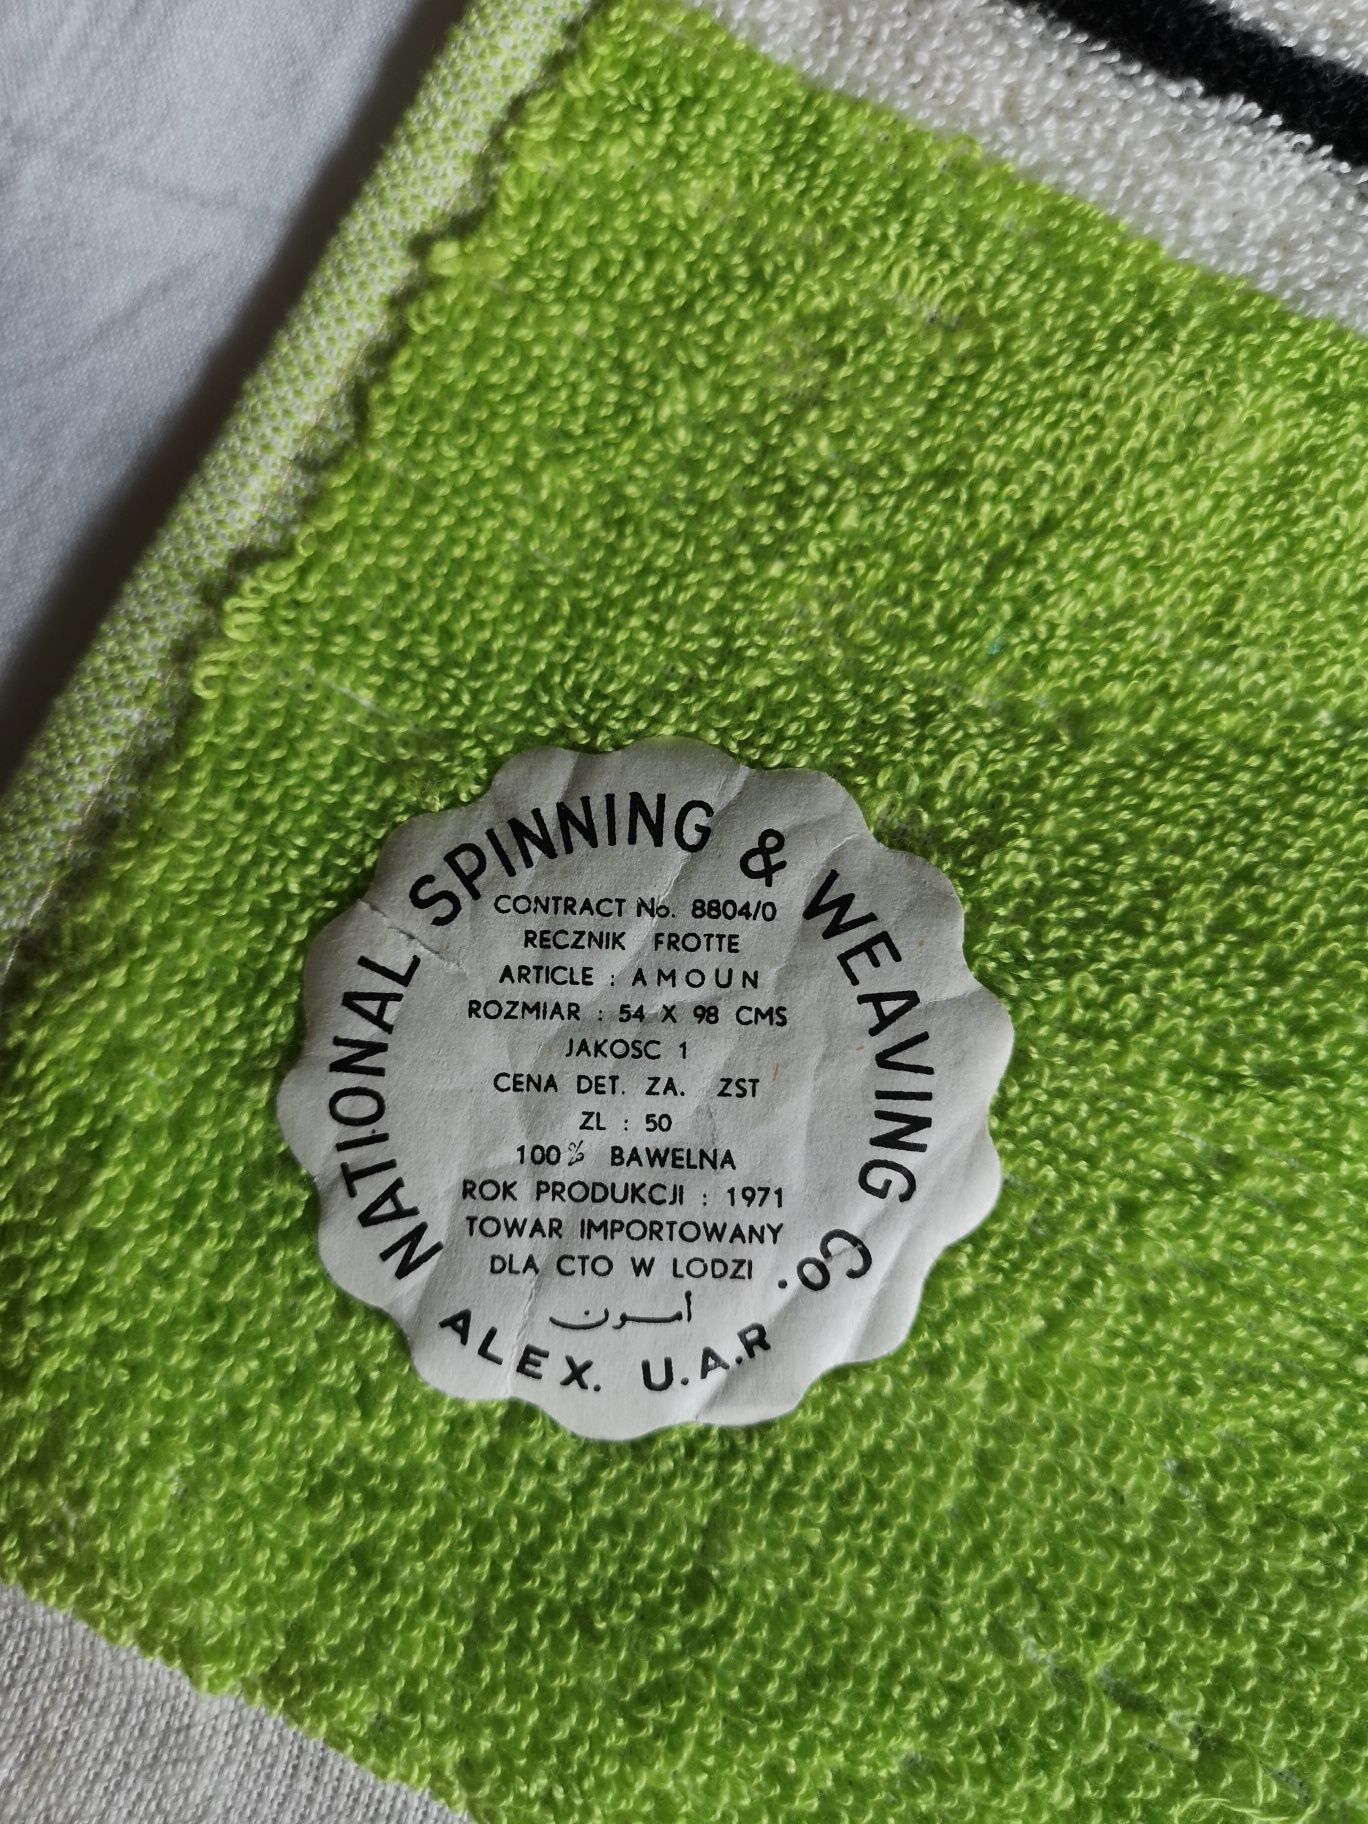 NATIONAL SPINNING & WEAVING Co.
CONTRACT No. 8804/0
RECZNIK FROTTE
ARTICLE : AMOUN
ROZMIAR : 54 X 98 CMS
JAKOSC 1
CENA DET. ZA. ZST
ZL : 50
100% BAWELNA
ROK PRODUKCJI : 1971
TOWAR IMPORTOWANY
DLA CTO W LODZI
أمون
ALEX. U.A.R